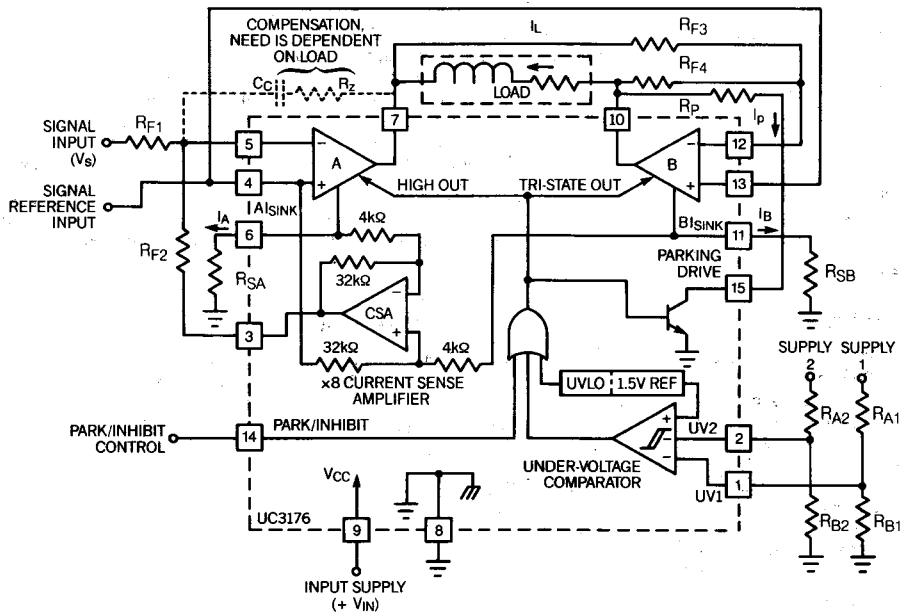 COMPENSATION,
NEED IS DEPENDENT
ON LOAD
CC
RZ
IL
RF3
LOAD
RF4
RP
IP
7
10
SIGNAL
INPUT
(VS)
RF1
5
A
B
12
4
HIGH OUT
TRI-STATE OUT
13
SIGNAL
REFERENCE
INPUT
AISINK
BISINK
IA
6
4kΩ
IB
11
RF2
RSA
32kΩ
PARKING
DRIVE
RSB
CSA
15
3
32kΩ
4kΩ
x8 CURRENT SENSE
AMPLIFIER
UVLO
1.5V REF
SUPPLY
2
SUPPLY
1
RA2
RA1
PARK/INHIBIT
CONTROL
14
PARK/INHIBIT
UV2
2
UNDER-VOLTAGE
COMPARATOR
UV1
1
VCC
RB2
RB1
UC3176
9
8
INPUT SUPPLY
(+ VIN)